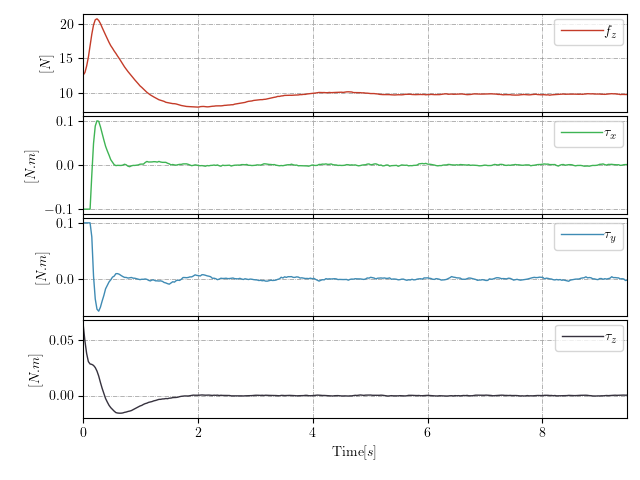 20
15
10
[N]
f_z
0.1
0.0
−0.1
[N.m]
τ_x
0.1
0.0
[N.m]
τ_y
0.05
0.00
[N.m]
τ_z
0 2 4 6 8
Time[s]